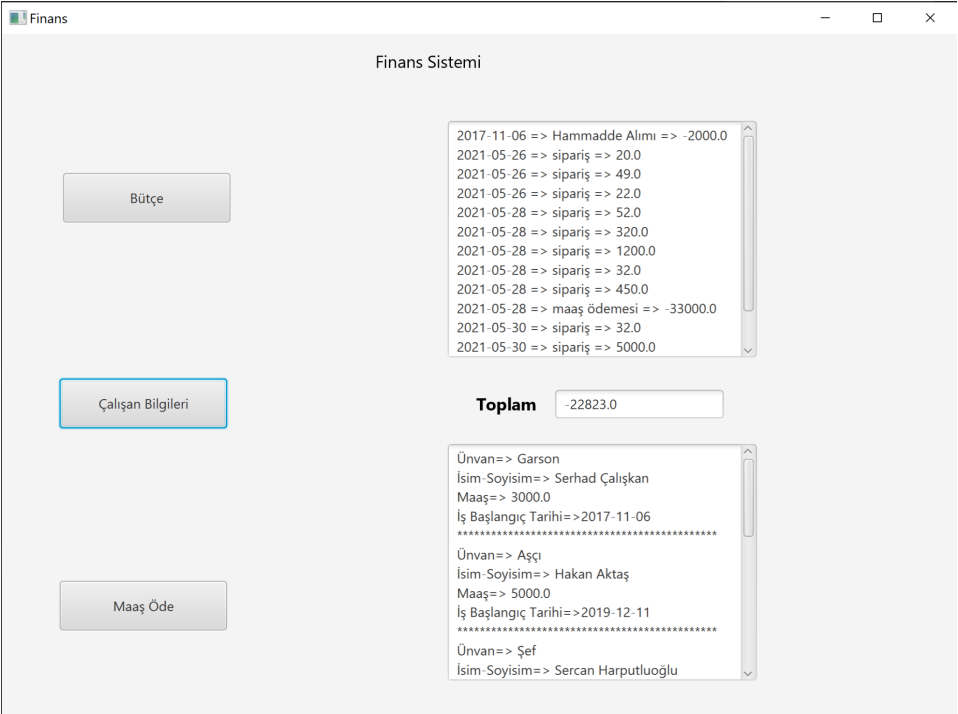 Finans
Finans Sistemi
2017-11-06 => Hammadde Alımı => -2000.0
2021-05-26 => sipariş => 20.0
2021-05-26 => sipariş => 49.0
2021-05-26 => sipariş => 22.0
2021-05-28 => sipariş => 52.0
2021-05-28 => sipariş => 320.0
2021-05-28 => sipariş => 1200.0
2021-05-28 => sipariş => 32.0
2021-05-28 => sipariş => 450.0
2021-05-28 => maaş ödemesi => -33000.0
2021-05-30 => sipariş => 32.0
2021-05-30 => sipariş => 5000.0
Bütçe
Çalışan Bilgileri
Toplam
-22823.0
Ünvan=> Garson
İsim-Soyisim=> Serhad Çalışkan
Maaş=> 3000.0
İş Başlangıç Tarihi=>2017-11-06
**********************************************
Ünvan=> Aşçı
İsim-Soyisim=> Hakan Aktaş
Maaş=> 5000.0
İş Başlangıç Tarihi=>2019-12-11
**********************************************
Ünvan=> Şef
İsim-Soyisim=> Sercan Harputluoğlu
Maaş Öde